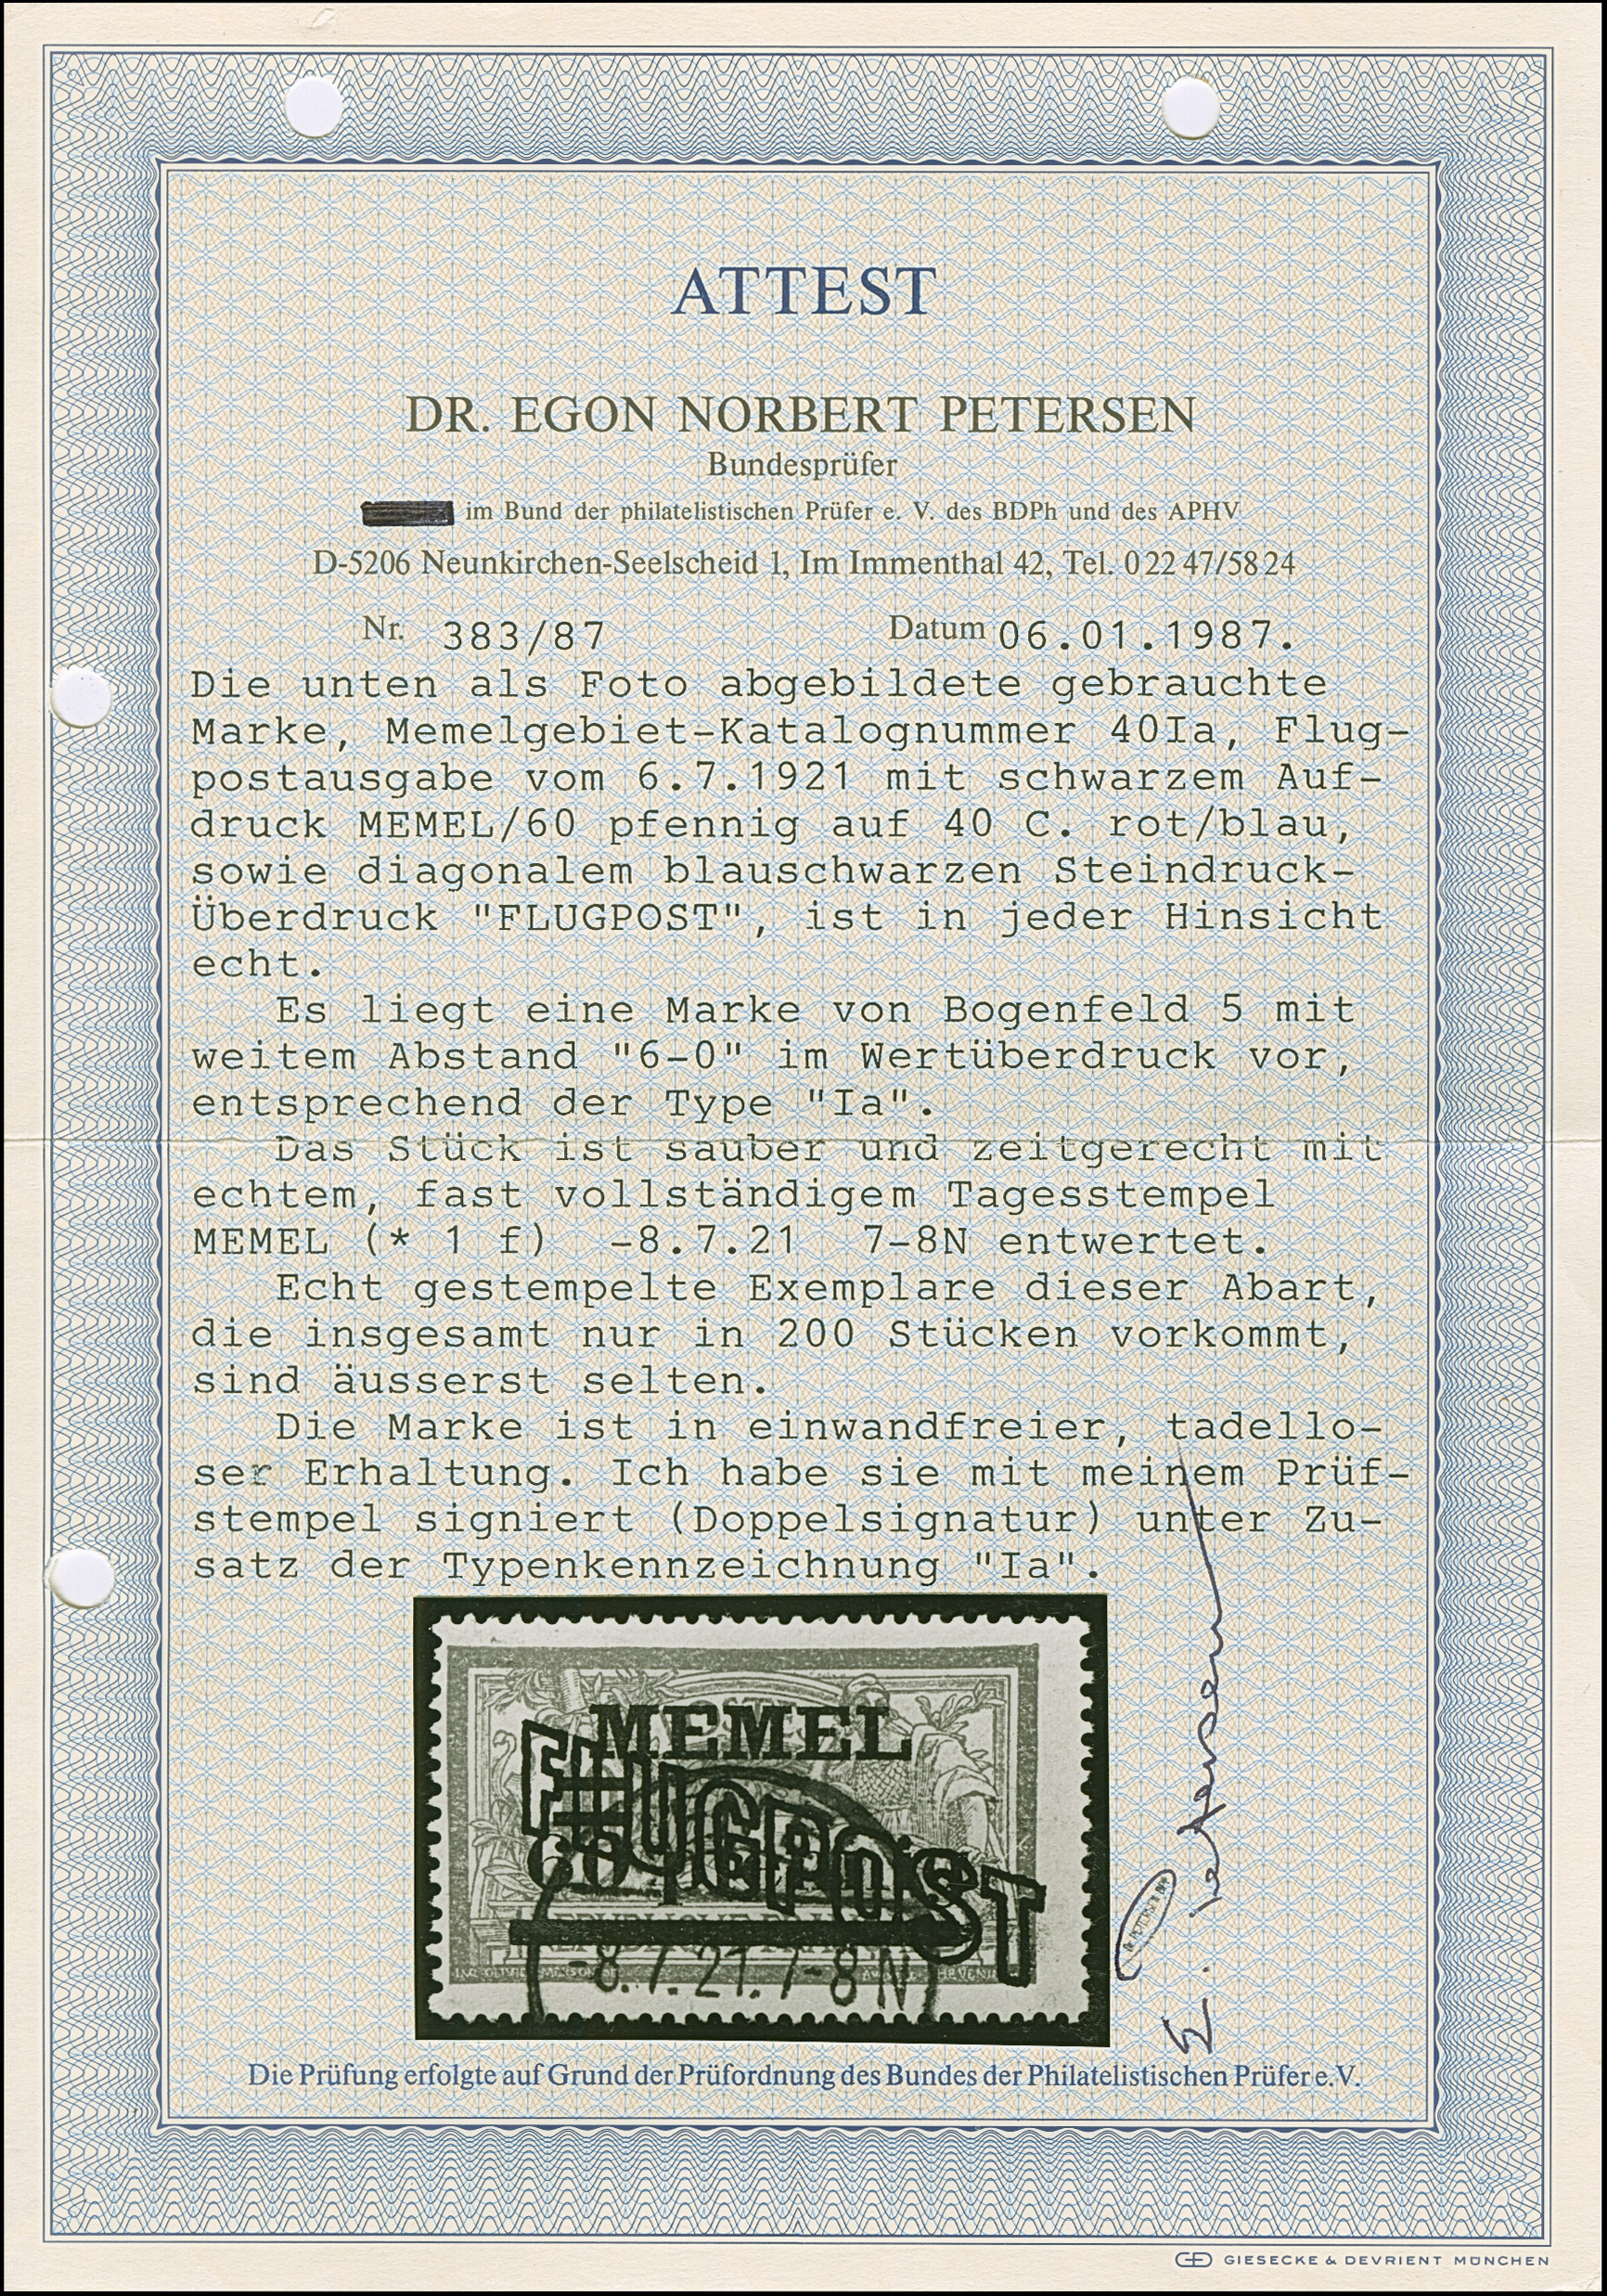 ATTEST
DR. EGON NORBERT PETERSEN
Bundesprüfer
im Bund der philatelistischen Prüfer e. V. des BDPh und des APHV
D-5206 Neunkirchen-Seelscheid 1, Im Immenthal 42, Tel. 0 22 47/58 24
Nr. 383/87 Datum 06.01.1987.
Die unten als Foto abgebildete gebrauchte
Marke, Memelgebiet-Katalognummer 40Ia, Flug-
postausgabe vom 6.7.1921 mit schwarzem Auf-
druck MEMEL/60 pfennig auf 40 C. rot/blau,
sowie diagonalem blauschwarzen Steindruck-
Überdruck "FLUGPOST", ist in jeder Hinsicht
echt.
Es liegt eine Marke von Bogenfeld 5 mit
weitem Abstand "6-0" im Wertüberdruck vor,
entsprechend der Type "Ia".
Das Stück ist sauber und zeitgerecht mit
echtem, fast vollständigem Tagesstempel
MEMEL (* 1 f) -8.7.21 7-8N entwertet.
Echt gestempelte Exemplare dieser Abart,
die insgesamt nur in 200 Stücken vorkommt,
sind äusserst selten.
Die Marke ist in einwandfreier, tadello-
ser Erhaltung. Ich habe sie mit meinem Prüf-
stempel signiert (Doppelsignatur) unter Zu-
satz der Typenkennzeichnung "Ia".
MEMEL
FLUGPOST
60
-8.7.21.7-8N
E. Petersen
Die Prüfung erfolgte auf Grund der Prüfordnung des Bundes der Philatelistischen Prüfer e.V.
GIESECKE & DEVRIENT MÜNCHEN